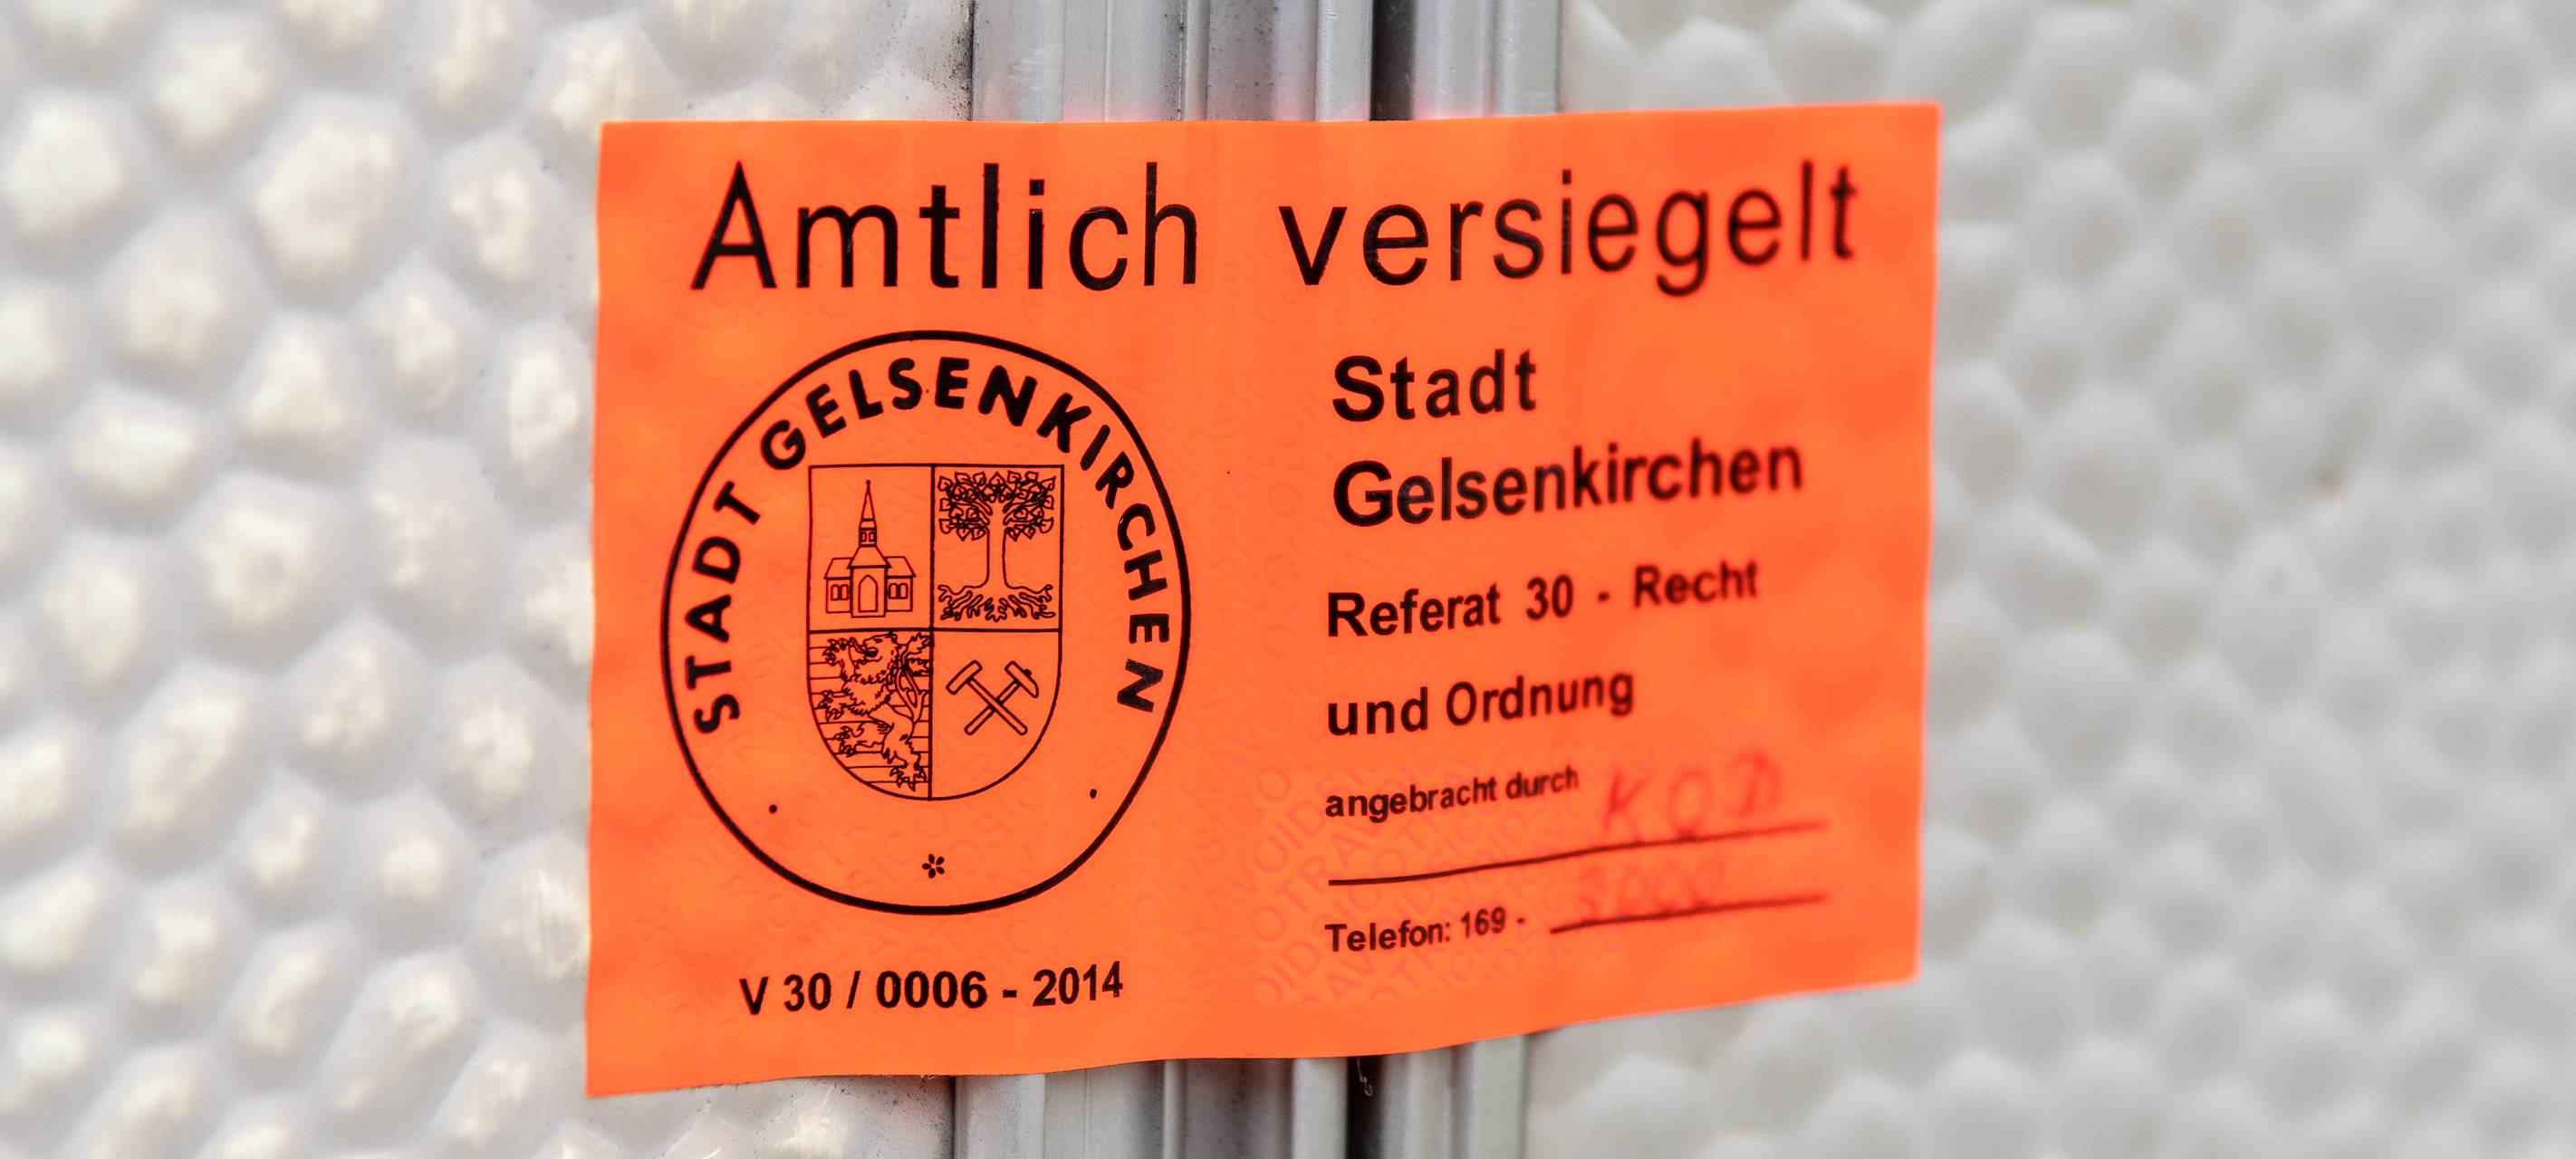 Amtlich versiegelt
STADT GELSENKIRCHEN
Stadt
Gelsenkirchen
Referat 30 - Recht
und Ordnung
angebracht durch KOD
Telefon: 169 - 3000
V 30 / 0006 - 2014